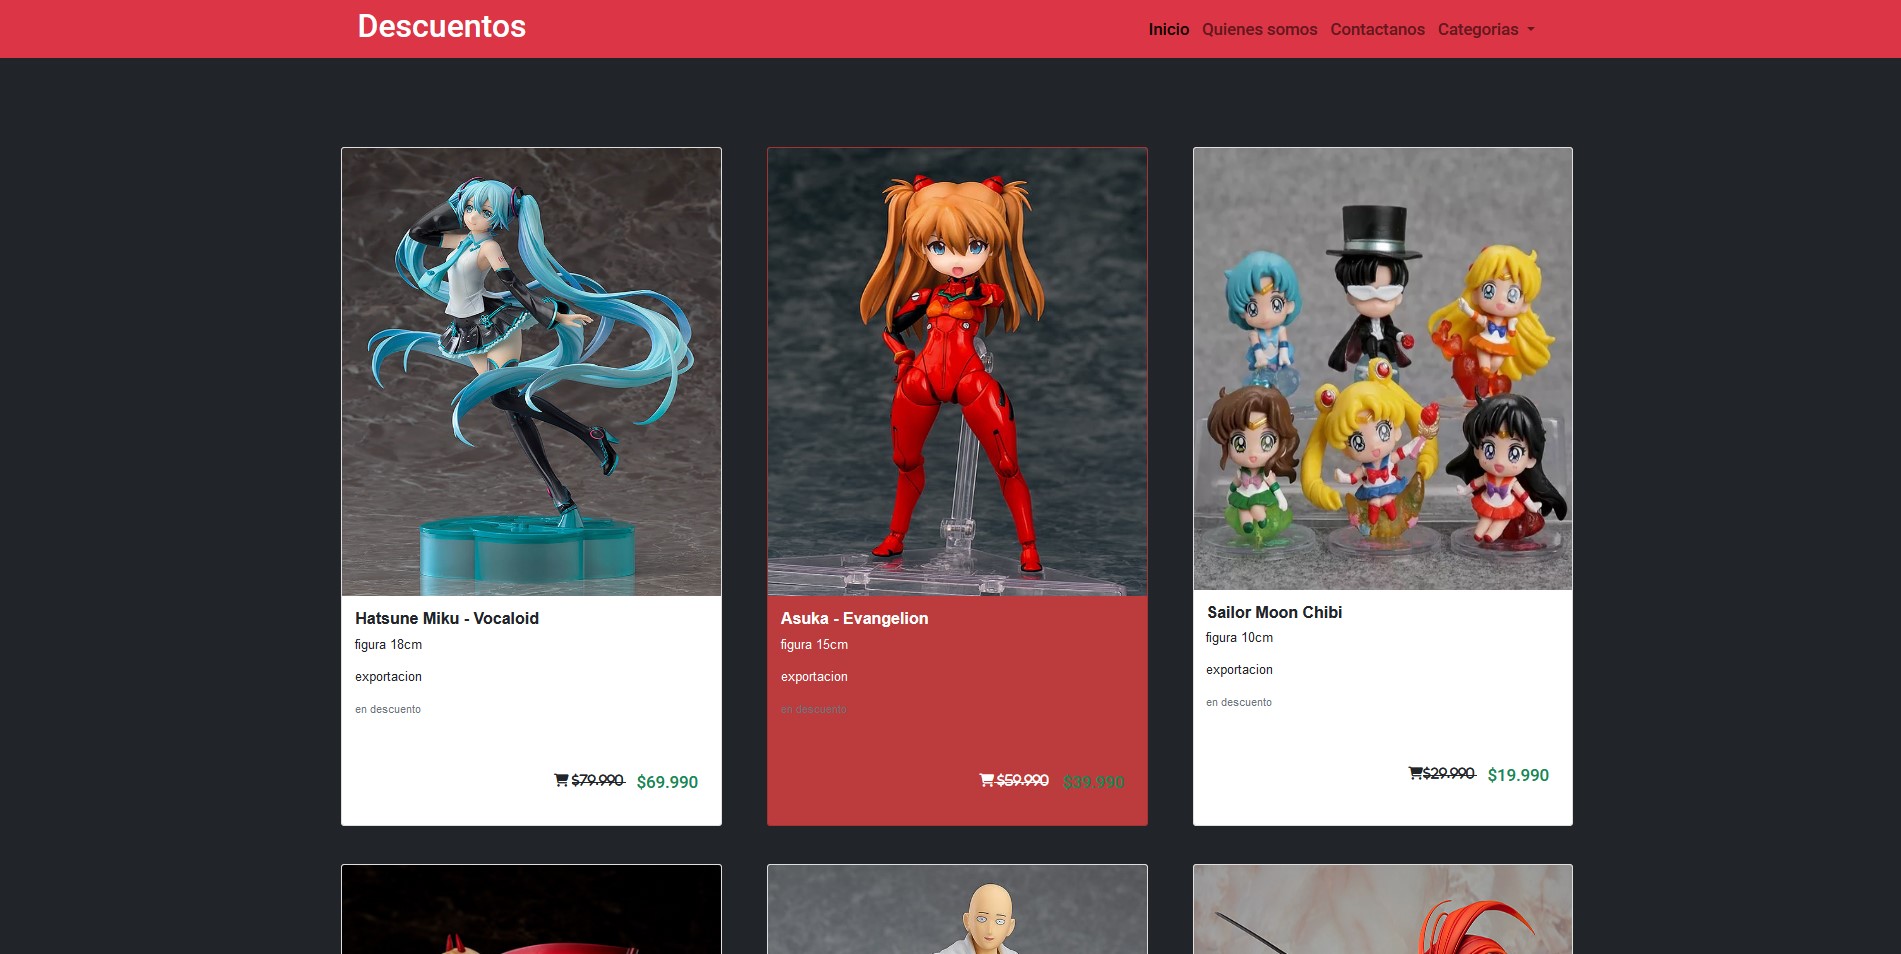 Descuentos
Inicio Quienes somos Contactanos Categorias
Hatsune Miku - Vocaloid
figura 18cm
exportacion
en descuento
$79.990 $69.990
Asuka - Evangelion
figura 15cm
exportacion
en descuento
$59.990 $39.990
Sailor Moon Chibi
figura 10cm
exportacion
en descuento
$29.990 $19.990